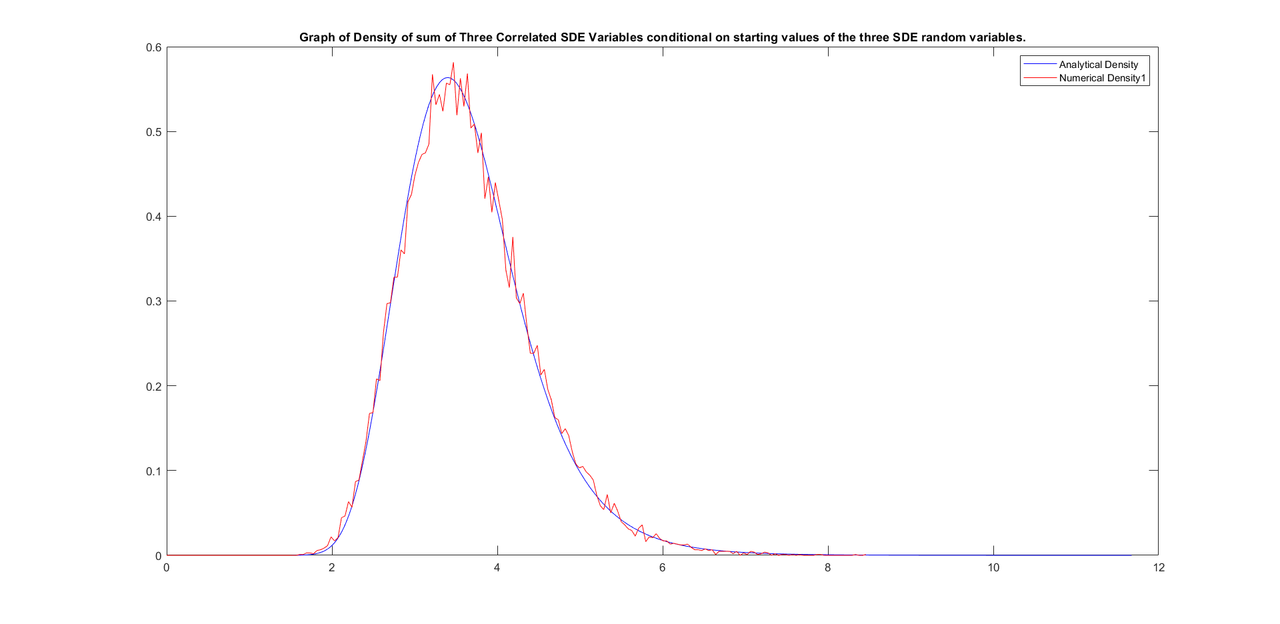 Graph of Density of sum of Three Correlated SDE Variables conditional on starting values of the three SDE random variables.
Analytical Density
Numerical Density1
0.6
0.5
0.4
0.3
0.2
0.1
0
0 2 4 6 8 10 12